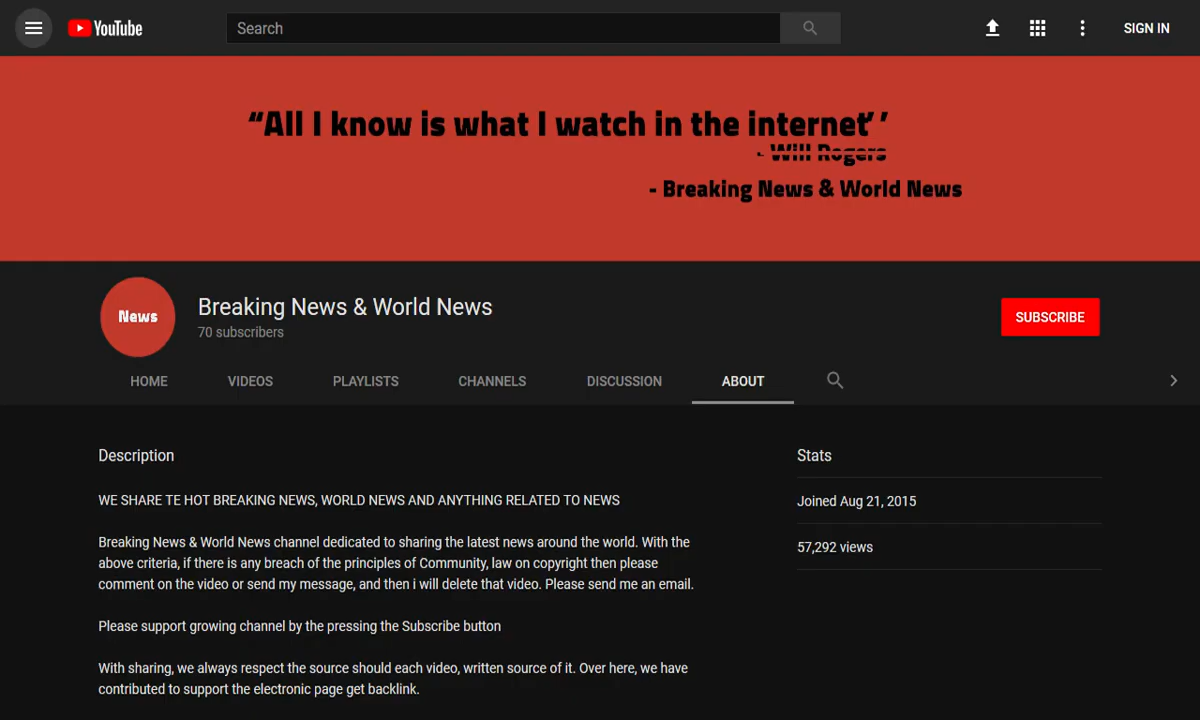 YouTube
Search
SIGN IN
“All I know is what I watch in the internet’’
- Will Rogers
- Breaking News & World News
News
Breaking News & World News
70 subscribers
SUBSCRIBE
HOME VIDEOS PLAYLISTS CHANNELS DISCUSSION ABOUT
Description
WE SHARE TE HOT BREAKING NEWS, WORLD NEWS AND ANYTHING RELATED TO NEWS
Breaking News & World News channel dedicated to sharing the latest news around the world. With the
above criteria, if there is any breach of the principles of Community, law on copyright then please
comment on the video or send my message, and then i will delete that video. Please send me an email.
Please support growing channel by the pressing the Subscribe button
With sharing, we always respect the source should each video, written source of it. Over here, we have
contributed to support the electronic page get backlink.
Stats
Joined Aug 21, 2015
57,292 views